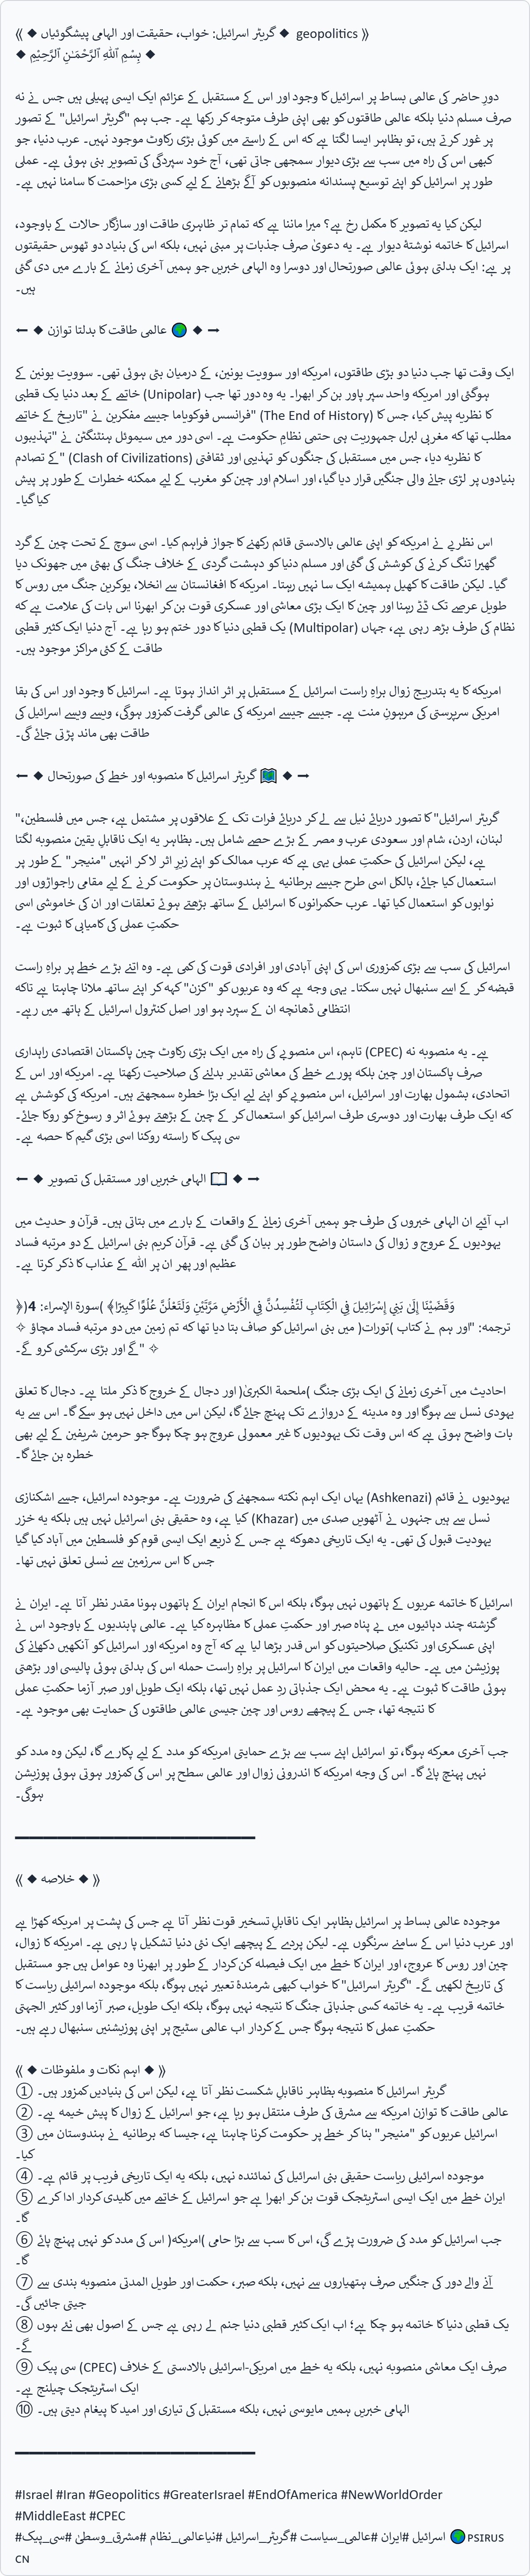 ⟪ ◆ گریٹر اسرائیل: خواب، حقیقت اور الہامی پیشگوئیاں ◆ geopolitics ⟫
◆ بِسْمِ ٱللَّٰهِ ٱلرَّحْمَـٰنِ ٱلرَّحِيْمِ ◆
دورِ حاضر کی عالمی بساط پر اسرائیل کا وجود اور اس کے مستقبل کے عزائم ایک ایسی پہیلی ہیں جس نے نہ
صرف مسلم دنیا بلکہ عالمی طاقتوں کو بھی اپنی طرف متوجہ کر رکھا ہے۔ جب ہم "گریٹر اسرائیل" کے تصور
پر غور کرتے ہیں، تو بظاہر ایسا لگتا ہے کہ اس کے راستے میں کوئی بڑی رکاوٹ موجود نہیں۔ عرب دنیا، جو
کبھی اس کی راہ میں سب سے بڑی دیوار سمجھی جاتی تھی، آج خود سپردگی کی تصویر بنی ہوئی ہے۔ عملی
طور پر اسرائیل کو اپنے توسیع پسندانہ منصوبوں کو آگے بڑھانے کے لیے کسی بڑی مزاحمت کا سامنا نہیں ہے۔
لیکن کیا یہ تصویر کا مکمل رخ ہے؟ میرا ماننا ہے کہ تمام تر ظاہری طاقت اور سازگار حالات کے باوجود،
اسرائیل کا خاتمہ نوشتۂ دیوار ہے۔ یہ دعویٰ صرف جذبات پر مبنی نہیں، بلکہ اس کی بنیاد دو ٹھوس حقیقتوں
پر ہے: ایک بدلتی ہوئی عالمی صورتحال اور دوسرا وہ الہامی خبریں جو ہمیں آخری زمانے کے بارے میں دی گئی
ہیں۔
← ◆ عالمی طاقت کا بدلتا توازن 🌍 ◆ →
ایک وقت تھا جب دنیا دو بڑی طاقتوں، امریکہ اور سوویت یونین، کے درمیان بٹی ہوئی تھی۔ سوویت یونین کے
خاتمے کے بعد دنیا یک قطبی (Unipolar) ہوگئی اور امریکہ واحد سپر پاور بن کر ابھرا۔ یہ وہ دور تھا جب
فرانسس فوکویاما جیسے مفکرین نے "تاریخ کے خاتمے" (The End of History) کا نظریہ پیش کیا، جس کا
مطلب تھا کہ مغربی لبرل جمہوریت ہی حتمی نظامِ حکومت ہے۔ اسی دور میں سیموئل ہنٹنگٹن نے "تہذیبوں
کے تصادم" (Clash of Civilizations) کا نظریہ دیا، جس میں مستقبل کی جنگوں کو تہذیبی اور ثقافتی
بنیادوں پر لڑی جانے والی جنگیں قرار دیا گیا، اور اسلام اور چین کو مغرب کے لیے ممکنہ خطرات کے طور پر پیش
کیا گیا۔
اس نظریے نے امریکہ کو اپنی عالمی بالادستی قائم رکھنے کا جواز فراہم کیا۔ اسی سوچ کے تحت چین کے گرد
گھیرا تنگ کرنے کی کوشش کی گئی اور مسلم دنیا کو دہشت گردی کے خلاف جنگ کی بھٹی میں جھونک دیا
گیا۔ لیکن طاقت کا کھیل ہمیشہ ایک سا نہیں رہتا۔ امریکہ کا افغانستان سے انخلا، یوکرین جنگ میں روس کا
طویل عرصے تک ڈٹے رہنا اور چین کا ایک بڑی معاشی اور عسکری قوت بن کر ابھرنا اس بات کی علامت ہے کہ
یک قطبی دنیا کا دور ختم ہو رہا ہے۔ آج دنیا ایک کثیر قطبی (Multipolar) نظام کی طرف بڑھ رہی ہے، جہاں
طاقت کے کئی مراکز موجود ہیں۔
امریکہ کا یہ بتدریج زوال براہِ راست اسرائیل کے مستقبل پر اثر انداز ہوتا ہے۔ اسرائیل کا وجود اور اس کی بقا
امریکی سرپرستی کی مرہونِ منت ہے۔ جیسے جیسے امریکہ کی عالمی گرفت کمزور ہوگی، ویسے ویسے اسرائیل کی
طاقت بھی ماند پڑتی جائے گی۔
← ◆ گریٹر اسرائیل کا منصوبہ اور خطے کی صورتحال 🗺️ ◆ →
"گریٹر اسرائیل" کا تصور دریائے نیل سے لے کر دریائے فرات تک کے علاقوں پر مشتمل ہے، جس میں فلسطین،
لبنان، اردن، شام اور سعودی عرب و مصر کے بڑے حصے شامل ہیں۔ بظاہر یہ ایک ناقابلِ یقین منصوبہ لگتا
ہے، لیکن اسرائیل کی حکمتِ عملی یہی ہے کہ عرب ممالک کو اپنے زیرِ اثر لا کر انہیں "منیجر" کے طور پر
استعمال کیا جائے، بالکل اسی طرح جیسے برطانیہ نے ہندوستان پر حکومت کرنے کے لیے مقامی راجواڑوں اور
نوابوں کو استعمال کیا تھا۔ عرب حکمرانوں کا اسرائیل کے ساتھ بڑھتے ہوئے تعلقات اور ان کی خاموشی اسی
حکمتِ عملی کی کامیابی کا ثبوت ہے۔
اسرائیل کی سب سے بڑی کمزوری اس کی اپنی آبادی اور افرادی قوت کی کمی ہے۔ وہ اتنے بڑے خطے پر براہِ راست
قبضہ کر کے اسے سنبھال نہیں سکتا۔ یہی وجہ ہے کہ وہ عربوں کو "کزن" کہہ کر اپنے ساتھ ملانا چاہتا ہے تاکہ
انتظامی ڈھانچہ ان کے سپرد ہو اور اصل کنٹرول اسرائیل کے ہاتھ میں رہے۔
تاہم، اس منصوبے کی راہ میں ایک بڑی رکاوٹ چین پاکستان اقتصادی راہداری (CPEC) ہے۔ یہ منصوبہ نہ
صرف پاکستان اور چین بلکہ پورے خطے کی معاشی تقدیر بدلنے کی صلاحیت رکھتا ہے۔ امریکہ اور اس کے
اتحادی، بشمول بھارت اور اسرائیل، اس منصوبے کو اپنے لیے ایک بڑا خطرہ سمجھتے ہیں۔ امریکہ کی کوشش ہے
کہ ایک طرف بھارت اور دوسری طرف اسرائیل کو استعمال کر کے چین کے بڑھتے ہوئے اثر و رسوخ کو روکا جائے۔
سی پیک کا راستہ روکنا اسی بڑی گیم کا حصہ ہے۔
← ◆ الہامی خبریں اور مستقبل کی تصویر 📖 ◆ →
اب آئیے ان الہامی خبروں کی طرف جو ہمیں آخری زمانے کے واقعات کے بارے میں بتاتی ہیں۔ قرآن و حدیث میں
یہودیوں کے عروج و زوال کی داستان واضح طور پر بیان کی گئی ہے۔ قرآن کریم بنی اسرائیل کے دو مرتبہ فساد
عظیم اور پھر ان پر اللہ کے عذاب کا ذکر کرتا ہے۔
﴿وَقَضَيْنَا إِلَىٰ بَنِي إِسْرَائِيلَ فِي الْكِتَابِ لَتُفْسِدُنَّ فِي الْأَرْضِ مَرَّتَيْنِ وَلَتَعْلُنَّ عُلُوًّا كَبِيرًا﴾ (سورة الإسراء: 4)
✧ ترجمہ: "اور ہم نے کتاب (تورات) میں بنی اسرائیل کو صاف بتا دیا تھا کہ تم زمین میں دو مرتبہ فساد مچاؤ
گے اور بڑی سرکشی کرو گے۔" ✧
احادیث میں آخری زمانے کی ایک بڑی جنگ (ملحمة الکبریٰ) اور دجال کے خروج کا ذکر ملتا ہے۔ دجال کا تعلق
یہودی نسل سے ہوگا اور وہ مدینہ کے دروازے تک پہنچ جائے گا، لیکن اس میں داخل نہیں ہو سکے گا۔ اس سے یہ
بات واضح ہوتی ہے کہ اس وقت تک یہودیوں کا غیر معمولی عروج ہو چکا ہوگا جو حرمین شریفین کے لیے بھی
خطرہ بن جائے گا۔
یہاں ایک اہم نکتہ سمجھنے کی ضرورت ہے۔ موجودہ اسرائیل، جسے اشکنازی (Ashkenazi) یہودیوں نے قائم
کیا ہے، وہ حقیقی بنی اسرائیل نہیں ہیں بلکہ یہ خزر (Khazar) نسل سے ہیں جنہوں نے آٹھویں صدی میں
یہودیت قبول کی تھی۔ یہ ایک تاریخی دھوکہ ہے جس کے ذریعے ایک ایسی قوم کو فلسطین میں آباد کیا گیا
جس کا اس سرزمین سے نسلی تعلق نہیں تھا۔
اسرائیل کا خاتمہ عربوں کے ہاتھوں نہیں ہوگا، بلکہ اس کا انجام ایران کے ہاتھوں ہونا مقدر نظر آتا ہے۔ ایران نے
گزشتہ چند دہائیوں میں بے پناہ صبر اور حکمتِ عملی کا مظاہرہ کیا ہے۔ عالمی پابندیوں کے باوجود اس نے
اپنی عسکری اور تکنیکی صلاحیتوں کو اس قدر بڑھا لیا ہے کہ آج وہ امریکہ اور اسرائیل کو آنکھیں دکھانے کی
پوزیشن میں ہے۔ حالیہ واقعات میں ایران کا اسرائیل پر براہِ راست حملہ اس کی بدلتی ہوئی پالیسی اور بڑھتی
ہوئی طاقت کا ثبوت ہے۔ یہ محض ایک جذباتی ردِ عمل نہیں تھا، بلکہ ایک طویل اور صبر آزما حکمتِ عملی
کا نتیجہ تھا، جس کے پیچھے روس اور چین جیسی عالمی طاقتوں کی حمایت بھی موجود ہے۔
جب آخری معرکہ ہوگا، تو اسرائیل اپنے سب سے بڑے حمایتی امریکہ کو مدد کے لیے پکارے گا، لیکن وہ مدد کو
نہیں پہنچ پائے گا۔ اس کی وجہ امریکہ کا اندرونی زوال اور عالمی سطح پر اس کی کمزور ہوتی ہوئی پوزیشن
ہوگی۔
⟪ ◆ خلاصہ ◆ ⟫
موجودہ عالمی بساط پر اسرائیل بظاہر ایک ناقابلِ تسخیر قوت نظر آتا ہے جس کی پشت پر امریکہ کھڑا ہے
اور عرب دنیا اس کے سامنے سرنگوں ہے۔ لیکن پردے کے پیچھے ایک نئی دنیا تشکیل پا رہی ہے۔ امریکہ کا زوال،
چین اور روس کا عروج، اور ایران کا خطے میں ایک فیصلہ کن کردار کے طور پر ابھرنا وہ عوامل ہیں جو مستقبل
کی تاریخ لکھیں گے۔ "گریٹر اسرائیل" کا خواب کبھی شرمندۂ تعبیر نہیں ہوگا، بلکہ موجودہ اسرائیلی ریاست کا
خاتمہ قریب ہے۔ یہ خاتمہ کسی جذباتی جنگ کا نتیجہ نہیں ہوگا، بلکہ ایک طویل، صبر آزما اور کثیر الجہتی
حکمتِ عملی کا نتیجہ ہوگا جس کے کردار اب عالمی سٹیج پر اپنی پوزیشنیں سنبھال رہے ہیں۔
⟪ ◆ اہم نکات و ملفوظات ◆ ⟫
① گریٹر اسرائیل کا منصوبہ بظاہر ناقابلِ شکست نظر آتا ہے، لیکن اس کی بنیادیں کمزور ہیں۔
② عالمی طاقت کا توازن امریکہ سے مشرق کی طرف منتقل ہو رہا ہے، جو اسرائیل کے زوال کا پیش خیمہ ہے۔
③ اسرائیل عربوں کو "منیجر" بنا کر خطے پر حکومت کرنا چاہتا ہے، جیسا کہ برطانیہ نے ہندوستان میں
کیا۔
④ موجودہ اسرائیلی ریاست حقیقی بنی اسرائیل کی نمائندہ نہیں، بلکہ یہ ایک تاریخی فریب پر قائم ہے۔
⑤ ایران خطے میں ایک ایسی اسٹریٹجک قوت بن کر ابھرا ہے جو اسرائیل کے خاتمے میں کلیدی کردار ادا کرے
گا۔
⑥ جب اسرائیل کو مدد کی ضرورت پڑے گی، اس کا سب سے بڑا حامی (امریکہ) اس کی مدد کو نہیں پہنچ پائے
گا۔
⑦ آنے والے دور کی جنگیں صرف ہتھیاروں سے نہیں، بلکہ صبر، حکمت اور طویل المدتی منصوبہ بندی سے
جیتی جائیں گی۔
⑧ یک قطبی دنیا کا خاتمہ ہو چکا ہے؛ اب ایک کثیر قطبی دنیا جنم لے رہی ہے جس کے اصول بھی نئے ہوں
گے۔
⑨ سی پیک (CPEC) صرف ایک معاشی منصوبہ نہیں، بلکہ یہ خطے میں امریکی-اسرائیلی بالادستی کے خلاف
ایک اسٹریٹجک چیلنج ہے۔
⑩ الہامی خبریں ہمیں مایوسی نہیں، بلکہ مستقبل کی تیاری اور امید کا پیغام دیتی ہیں۔
#Israel #Iran #Geopolitics #GreaterIsrael #EndOfAmerica #NewWorldOrder
#MiddleEast #CPEC
#اسرائیل #ایران #عالمی_سیاست #گریٹر_اسرائیل #نیاعالمی_نظام #مشرق_وسطیٰ #سی_پیک 🌍PSIRUS
CN